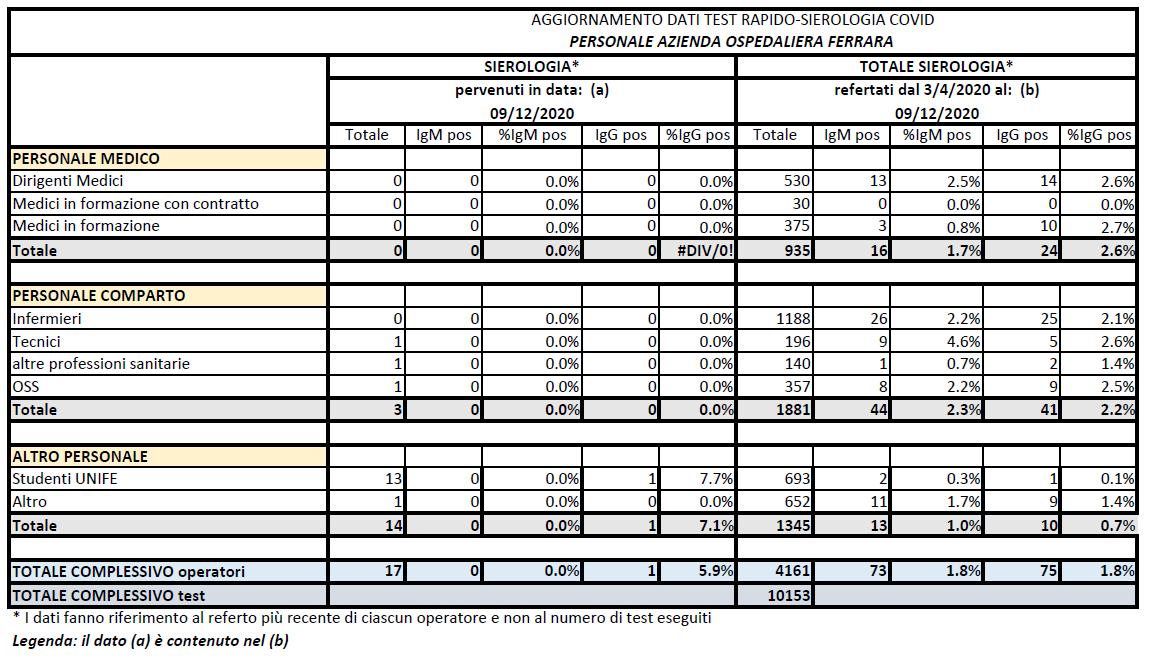 AGGIORNAMENTO DATI TEST RAPIDO-SIEROLOGIA COVID
PERSONALE AZIENDA OSPEDALIERA FERRARA
SIEROLOGIA* TOTALE SIEROLOGIA*
pervenuti in data: (a) refertati dal 3/4/2020 al: (b)
09/12/2020 09/12/2020
Totale IgM pos %IgM pos IgG pos %IgG pos Totale IgM pos %IgM pos IgG pos %IgG pos
PERSONALE MEDICO
Dirigenti Medici 0 0 0.0% 0 0.0% 530 13 2.5% 14 2.6%
Medici in formazione con contratto 0 0 0.0% 0 0.0% 30 0 0.0% 0 0.0%
Medici in formazione 0 0 0.0% 0 0.0% 375 3 0.8% 10 2.7%
Totale 0 0 0.0% 0 #DIV/0! 935 16 1.7% 24 2.6%
PERSONALE COMPARTO
Infermieri 0 0 0.0% 0 0.0% 1188 26 2.2% 25 2.1%
Tecnici 1 0 0.0% 0 0.0% 196 9 4.6% 5 2.6%
altre professioni sanitarie 1 0 0.0% 0 0.0% 140 1 0.7% 2 1.4%
OSS 1 0 0.0% 0 0.0% 357 8 2.2% 9 2.5%
Totale 3 0 0.0% 0 0.0% 1881 44 2.3% 41 2.2%
ALTRO PERSONALE
Studenti UNIFE 13 0 0.0% 1 7.7% 693 2 0.3% 1 0.1%
Altro 1 0 0.0% 0 0.0% 652 11 1.7% 9 1.4%
Totale 14 0 0.0% 1 7.1% 1345 13 1.0% 10 0.7%
TOTALE COMPLESSIVO operatori 17 0 0.0% 1 5.9% 4161 73 1.8% 75 1.8%
TOTALE COMPLESSIVO test 10153
* I dati fanno riferimento al referto più recente di ciascun operatore e non al numero di test eseguiti
Legenda: il dato (a) è contenuto nel (b)